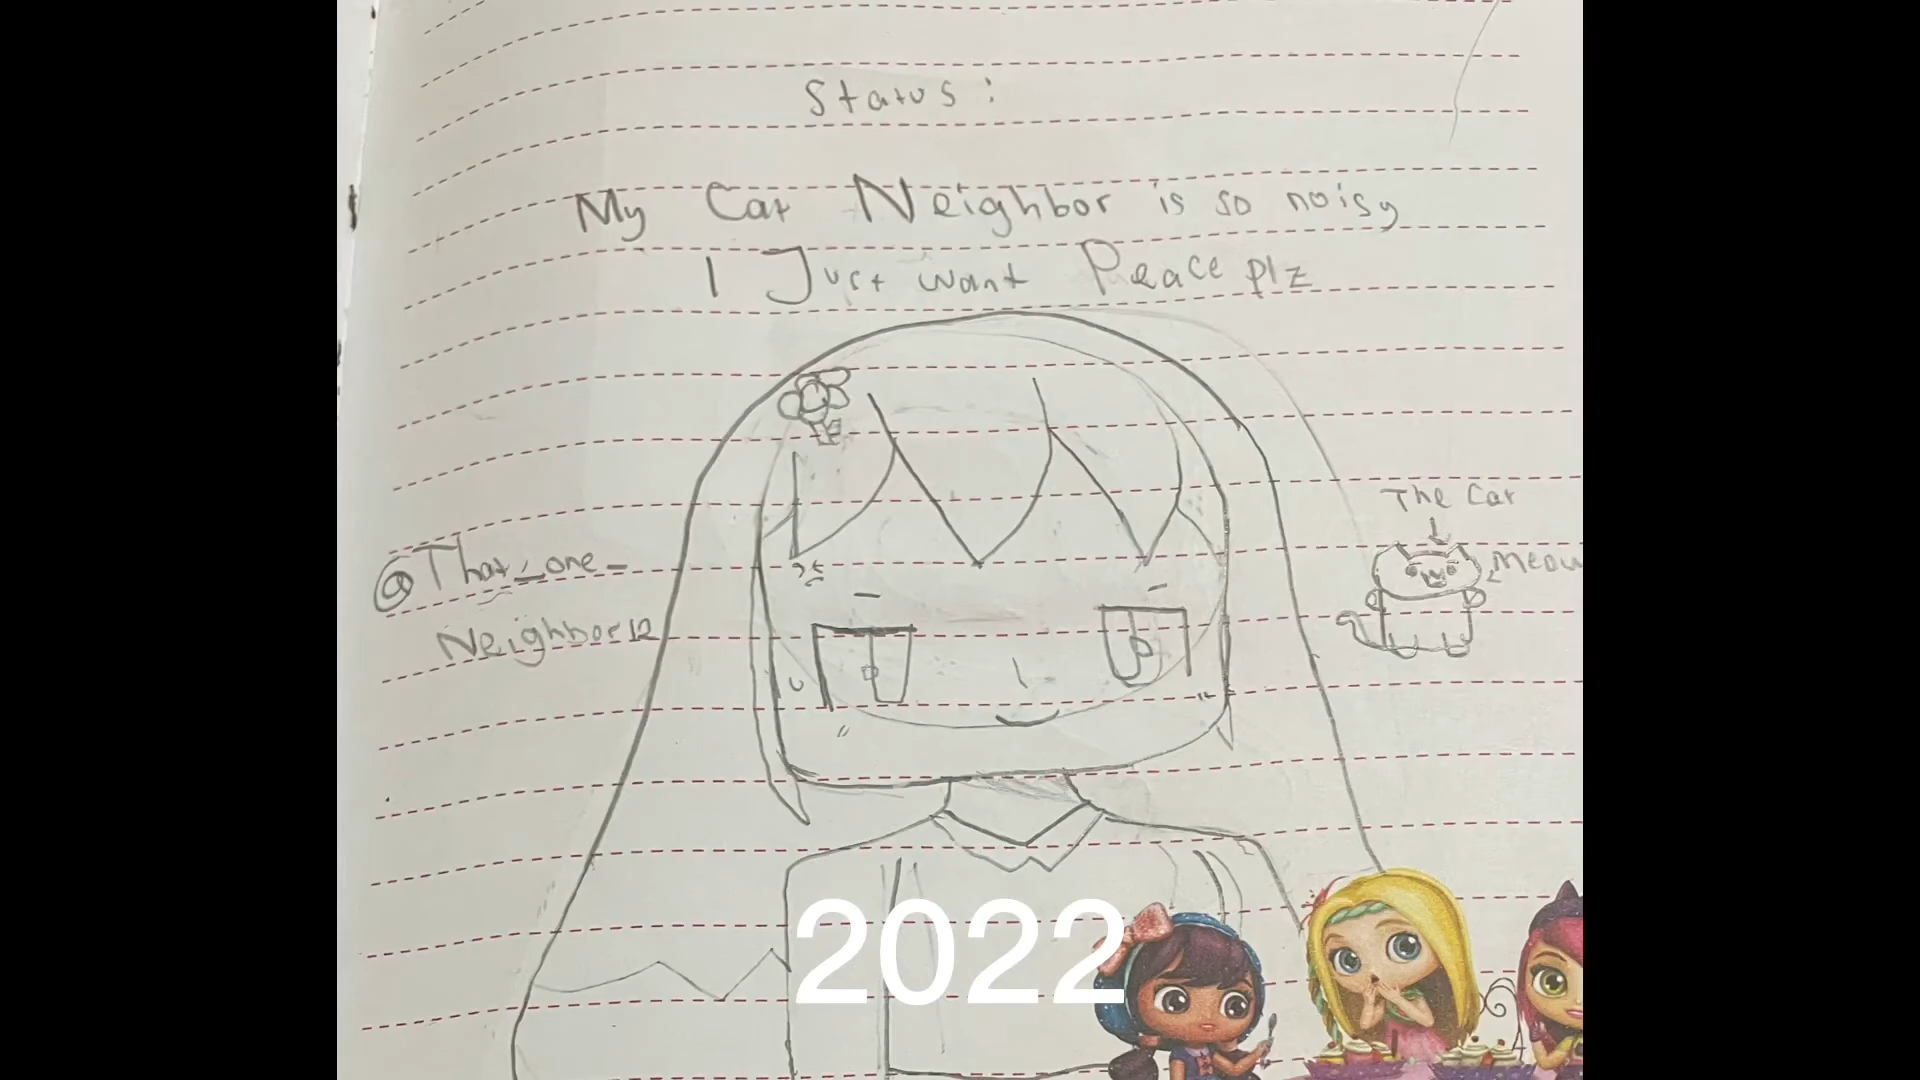 Status:
My Cat Neighbor is so noisy
I Just want Peace plz
The Cat
Meow
@That_one_
Neighbor12
2022